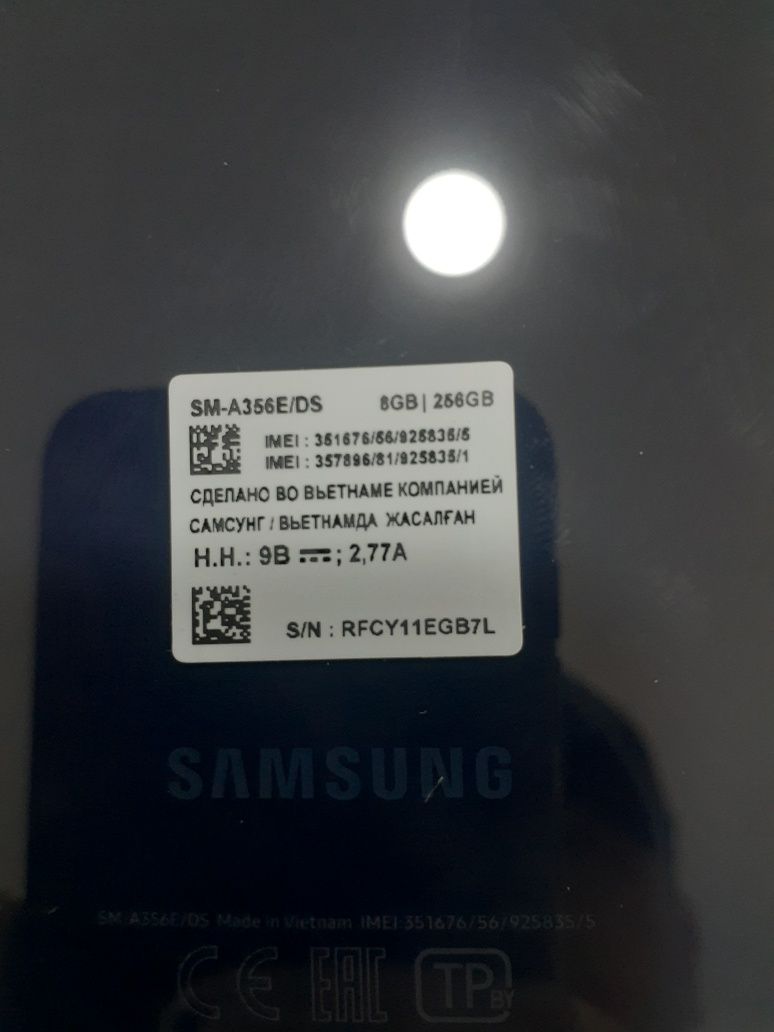 SM-A356E/DS 8GB | 256GB
IMEI : 351676/56/925835/5
IMEI : 357896/81/925835/1
СДЕЛАНО ВО ВЬЕТНАМЕ КОМПАНИЕЙ
САМСУНГ / ВЬЕТНАМДА ЖАСАЛҒАН
Н.Н.: 9В ; 2,77А
S/N : RFCY11EGB7L
SAMSUNG
SM-A356E/DS Made in Vietnam IMEI 351676/56/925835/5
CE EAC TP BY